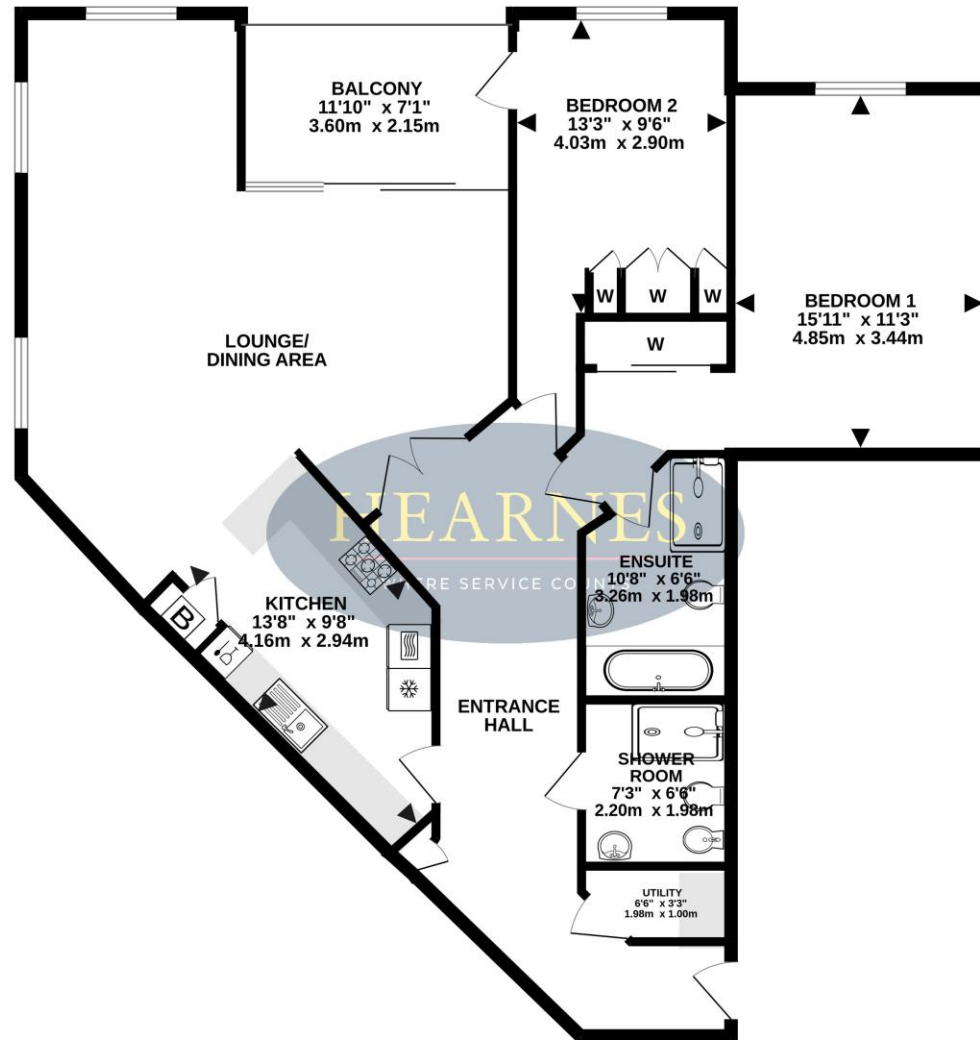 BALCONY
11'10" x 7'1"
3.60m x 2.15m
BEDROOM 2
13'3" x 9'6"
4.03m x 2.90m
W
W
W
W
BEDROOM 1
15'11" x 11'3"
4.85m x 3.44m
LOUNGE/
DINING AREA
HEARNES
WHERE SERVICE COUNTS
ENSUITE
10'8" x 6'6"
3.26m x 1.98m
B
KITCHEN
13'8" x 9'8"
4.16m x 2.94m
ENTRANCE
HALL
SHOWER
ROOM
7'3" x 6'6"
2.20m x 1.98m
UTILITY
6'6" x 3'3"
1.98m x 1.00m